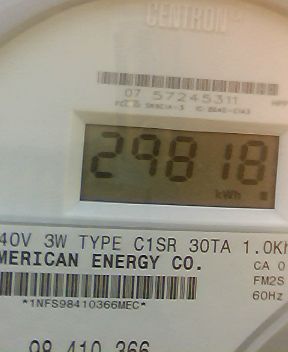 CENTRON®
07 57245311
29818
kWh
40V 3W TYPE C1SR 30TA 1.0Kh
MERICAN ENERGY CO.
CA 0
FM2S
60Hz
*1NFS98410366MEC*
98 410 366